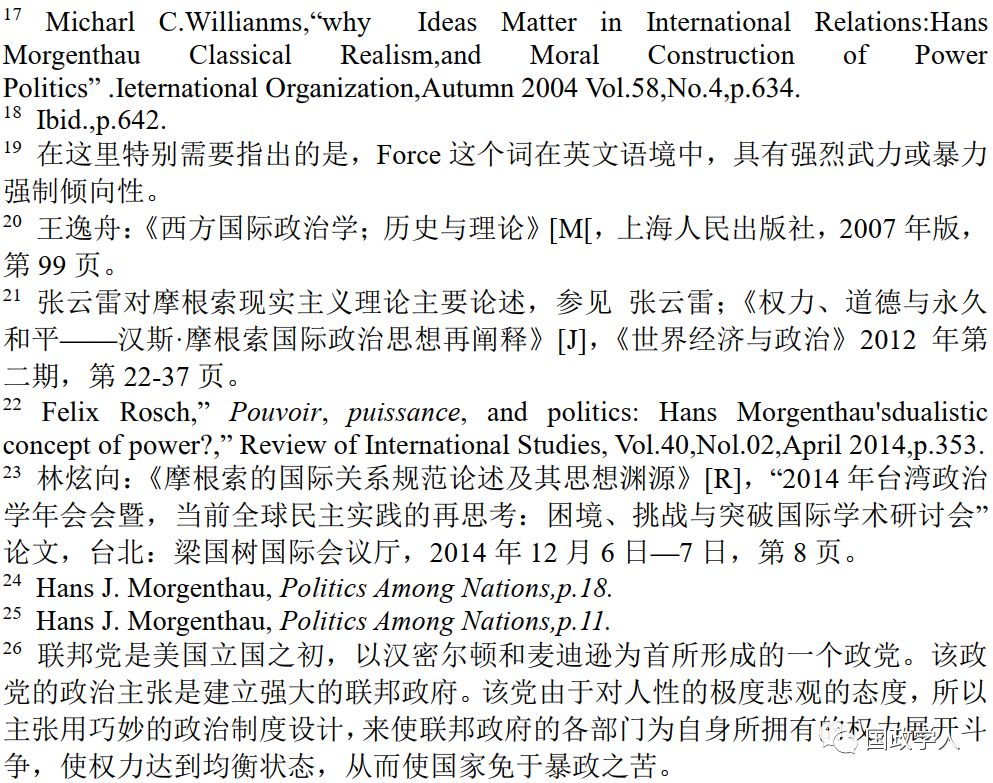 17 Micharl C.Willianms,“why Ideas Matter in International Relations:Hans
Morgenthau Classical Realism,and Moral Construction of Power
Politics” .Ieternational Organization,Autumn 2004 Vol.58,No.4,p.634.
18 Ibid.,p.642.
19 在这里特别需要指出的是，Force 这个词在英文语境中，具有强烈武力或暴力
强制倾向性。
20 王逸舟：《西方国际政治学；历史与理论》[M[，上海人民出版社，2007 年版，
第 99 页。
21 张云雷对摩根索现实主义理论主要论述，参见 张云雷；《权力、道德与永久
和平——汉斯·摩根索国际政治思想再阐释》[J]，《世界经济与政治》2012 年第
二期，第 22-37 页。
22 Felix Rosch,” Pouvoir, puissance, and politics: Hans Morgenthau'sdualistic
concept of power?,” Review of International Studies, Vol.40,Nol.02,April 2014,p.353.
23 林炫向：《摩根索的国际关系规范论述及其思想渊源》[R]，“2014 年台湾政治
学年会会暨，当前全球民主实践的再思考：困境、挑战与突破国际学术研讨会”
论文，台北：梁国树国际会议厅，2014 年 12 月 6 日—7 日，第 8 页。
24 Hans J. Morgenthau, Politics Among Nations,p.18.
25 Hans J. Morgenthau, Politics Among Nations,p.11.
26 联邦党是美国立国之初，以汉密尔顿和麦迪逊为首所形成的一个政党。该政
党的政治主张是建立强大的联邦政府。该党由于对人性的极度悲观的态度，所以
主张用巧妙的政治制度设计，来使联邦政府的各部门为自身所拥有的权力展开斗
争，使权力达到均衡状态，从而使国家免于暴政之苦。
国政学人